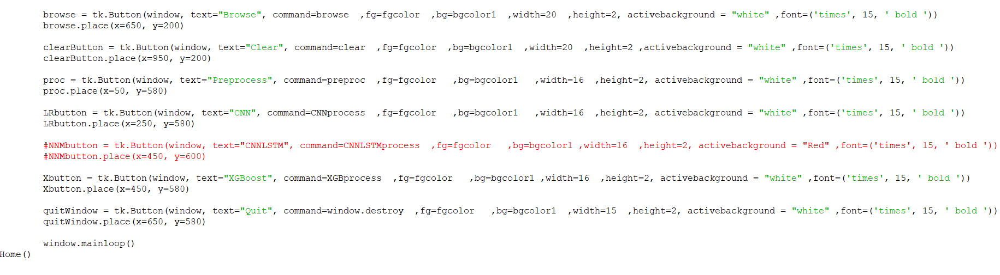 browse = tk.Button(window, text="Browse", command=browse  ,fg=fgcolor  ,bg=bgcolor1  ,width=20  ,height=2, activebackground = "white" ,font=('times', 15, ' bold '))
browse.place(x=650, y=200)
clearButton = tk.Button(window, text="Clear", command=clear  ,fg=fgcolor  ,bg=bgcolor1  ,width=20  ,height=2 ,activebackground = "white" ,font=('times', 15, ' bold '))
clearButton.place(x=950, y=200)
proc = tk.Button(window, text="Preprocess", command=preproc  ,fg=fgcolor   ,bg=bgcolor1   ,width=16  ,height=2, activebackground = "white" ,font=('times', 15, ' bold '))
proc.place(x=50, y=580)
LRbutton = tk.Button(window, text="CNN", command=CNNprocess  ,fg=fgcolor   ,bg=bgcolor1   ,width=16  ,height=2, activebackground = "white" ,font=('times', 15, ' bold '))
LRbutton.place(x=250, y=580)
#NNMbutton = tk.Button(window, text="CNNLSTM", command=CNNLSTMprocess  ,fg=fgcolor   ,bg=bgcolor1 ,width=16  ,height=2, activebackground = "Red" ,font=('times', 15, ' bold '))
#NNMbutton.place(x=450, y=600)
Xbutton = tk.Button(window, text="XGBoost", command=XGBprocess  ,fg=fgcolor   ,bg=bgcolor1 ,width=16  ,height=2, activebackground = "white" ,font=('times', 15, ' bold '))
Xbutton.place(x=450, y=580)
quitWindow = tk.Button(window, text="Quit", command=window.destroy  ,fg=fgcolor   ,bg=bgcolor1  ,width=15  ,height=2, activebackground = "white" ,font=('times', 15, ' bold '))
quitWindow.place(x=650, y=580)
window.mainloop()
Home()